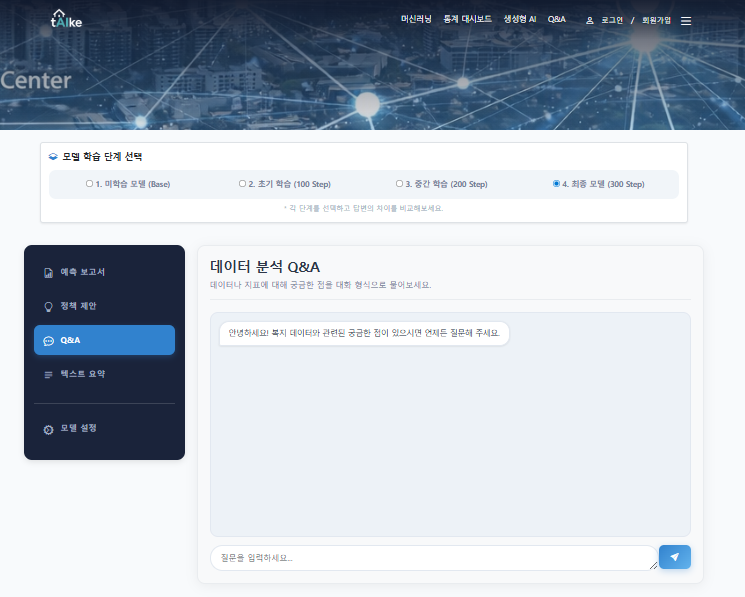 tAIke
머신러닝 통계 대시보드 생성형 AI Q&A 로그인 / 회원가입
Center
모델 학습 단계 선택
1. 미학습 모델 (Base) 2. 초기 학습 (100 Step) 3. 중간 학습 (200 Step) 4. 최종 모델 (300 Step)
* 각 단계를 선택하고 답변의 차이를 비교해보세요.
예측 보고서
정책 제안
Q&A
텍스트 요약
모델 설정
데이터 분석 Q&A
데이터나 지표에 대해 궁금한 점을 대화 형식으로 물어보세요.
안녕하세요! 복지 데이터와 관련된 궁금한 점이 있으시면 언제든 질문해 주세요.
질문을 입력하세요...